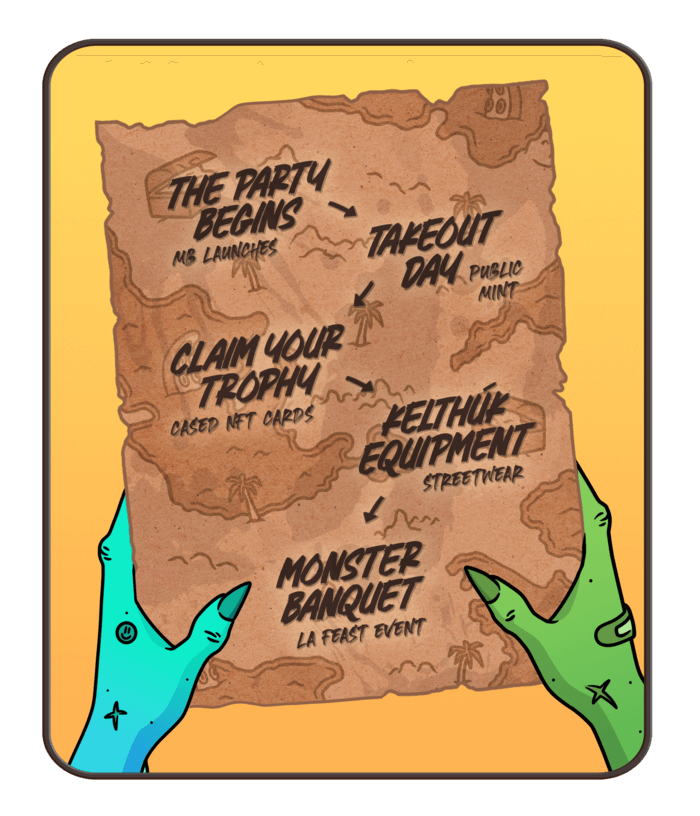 THE PARTY
BEGINS
MB LAUNCHES
TAKEOUT
DAY PUBLIC
MINT
CLAIM YOUR
TROPHY
CASED NFT CARDS
KELTHÚK
EQUIPMENT
STREETWEAR
MONSTER
BANQUET
LA FEAST EVENT